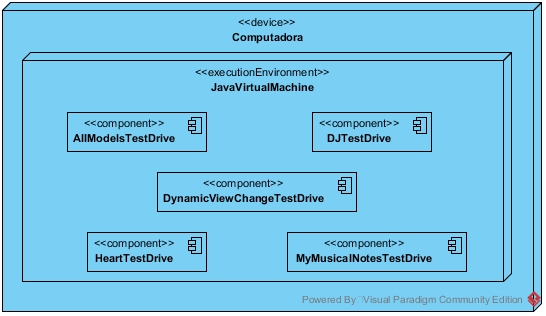 <<device>>
Computadora
<<executionEnvironment>>
JavaVirtualMachine
<<component>>
AllModelsTestDrive
<<component>>
DJTestDrive
<<component>>
DynamicViewChangeTestDrive
<<component>>
HeartTestDrive
<<component>>
MyMusicalNotesTestDrive
Powered By Visual Paradigm Community Edition